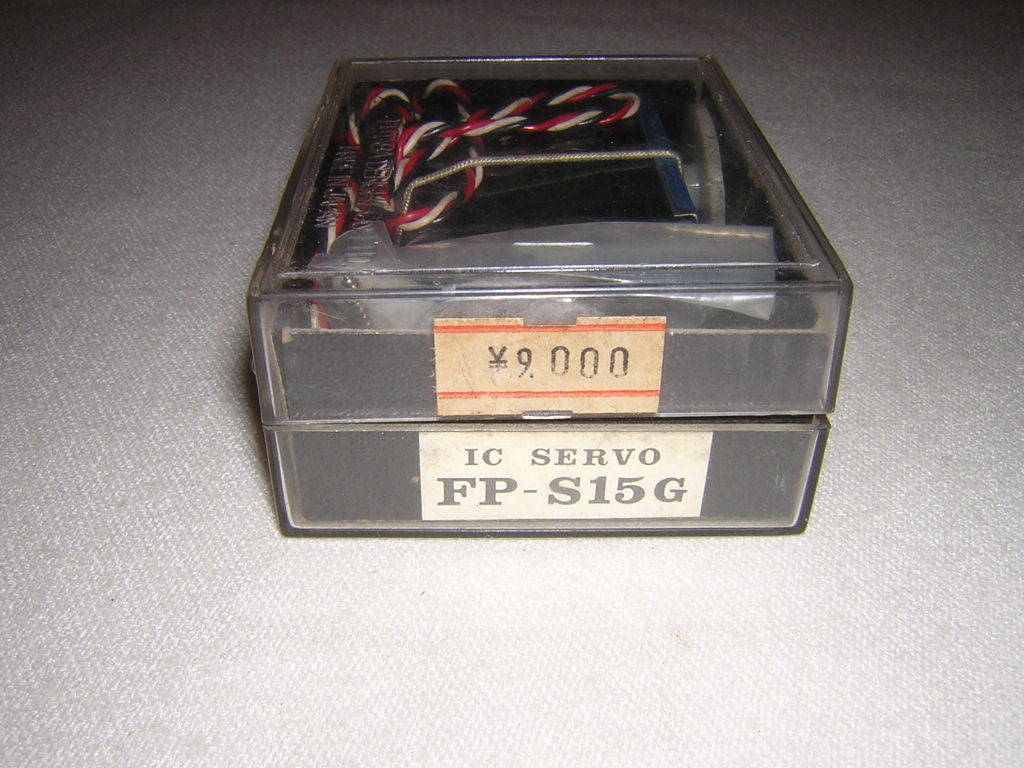 ¥9.000
IC SERVO
FP-S15G